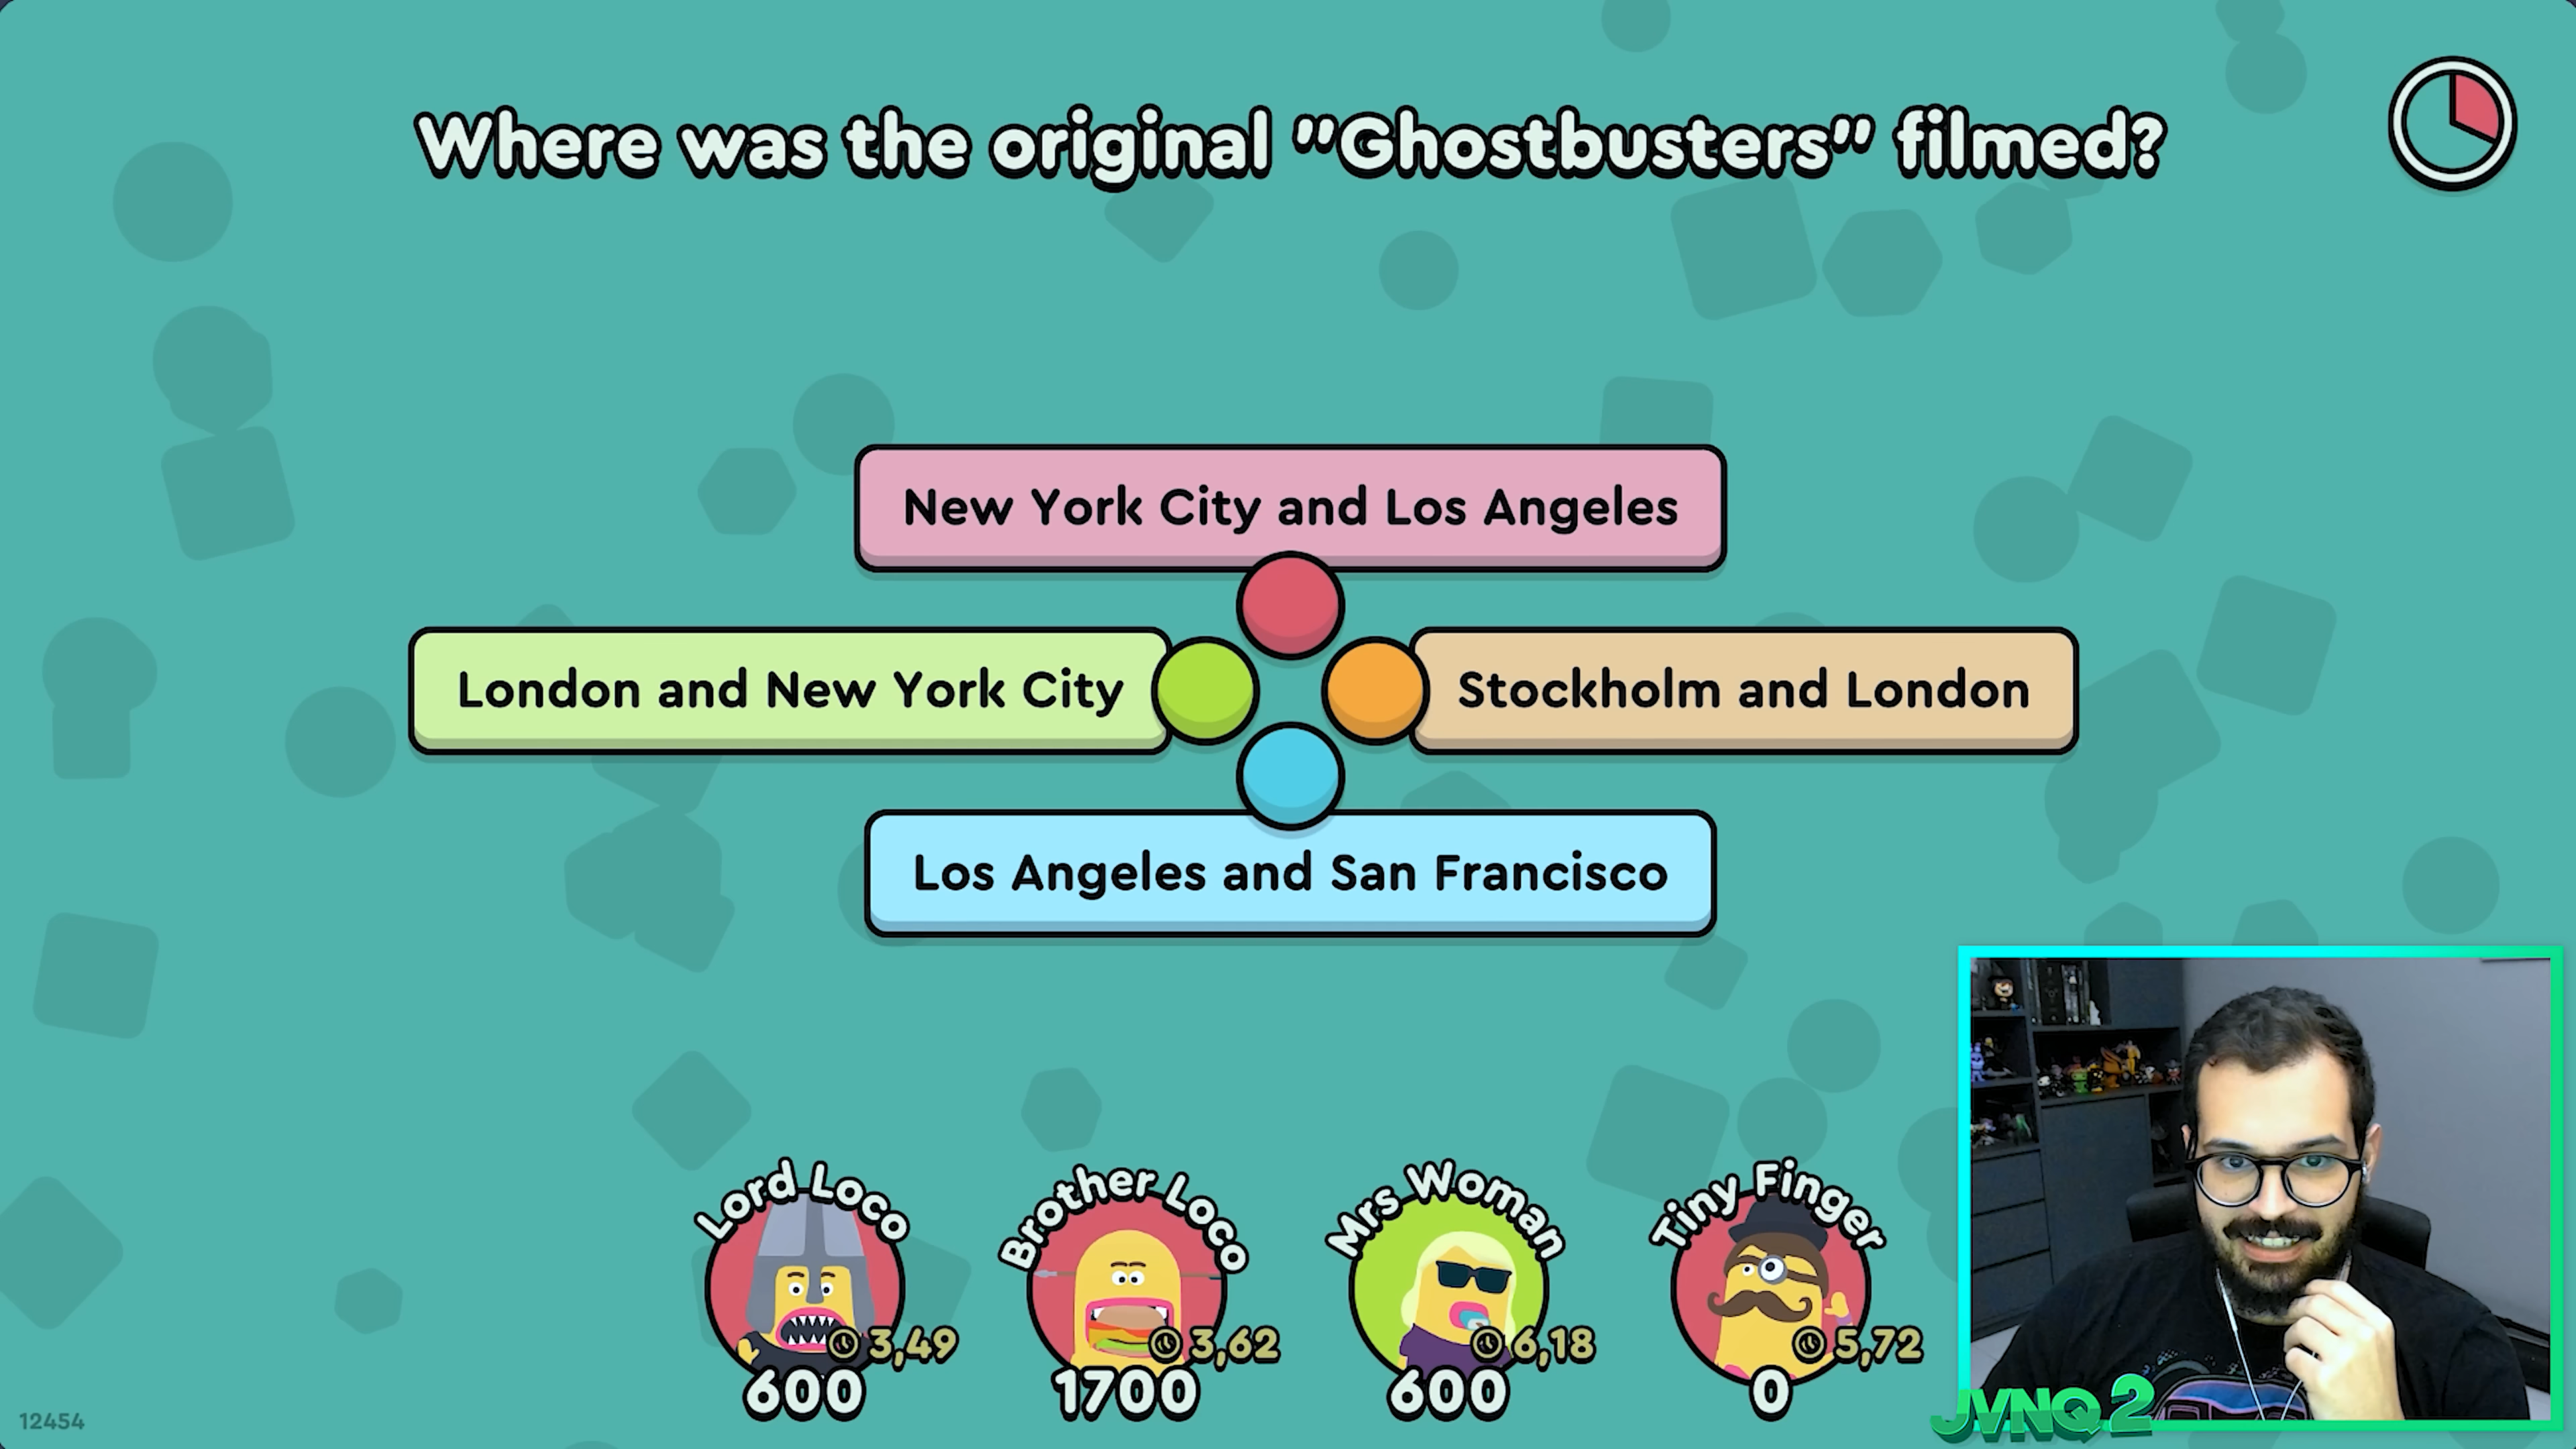 Where was the original "Ghostbusters" filmed?
New York City and Los Angeles
London and New York City
Stockholm and London
Los Angeles and San Francisco
Lord Loco
Brother Loco
Mrs Woman
Tiny Finger
3,49
3,62
6,18
5,72
600
1700
600
0
12454
JVNQ 2